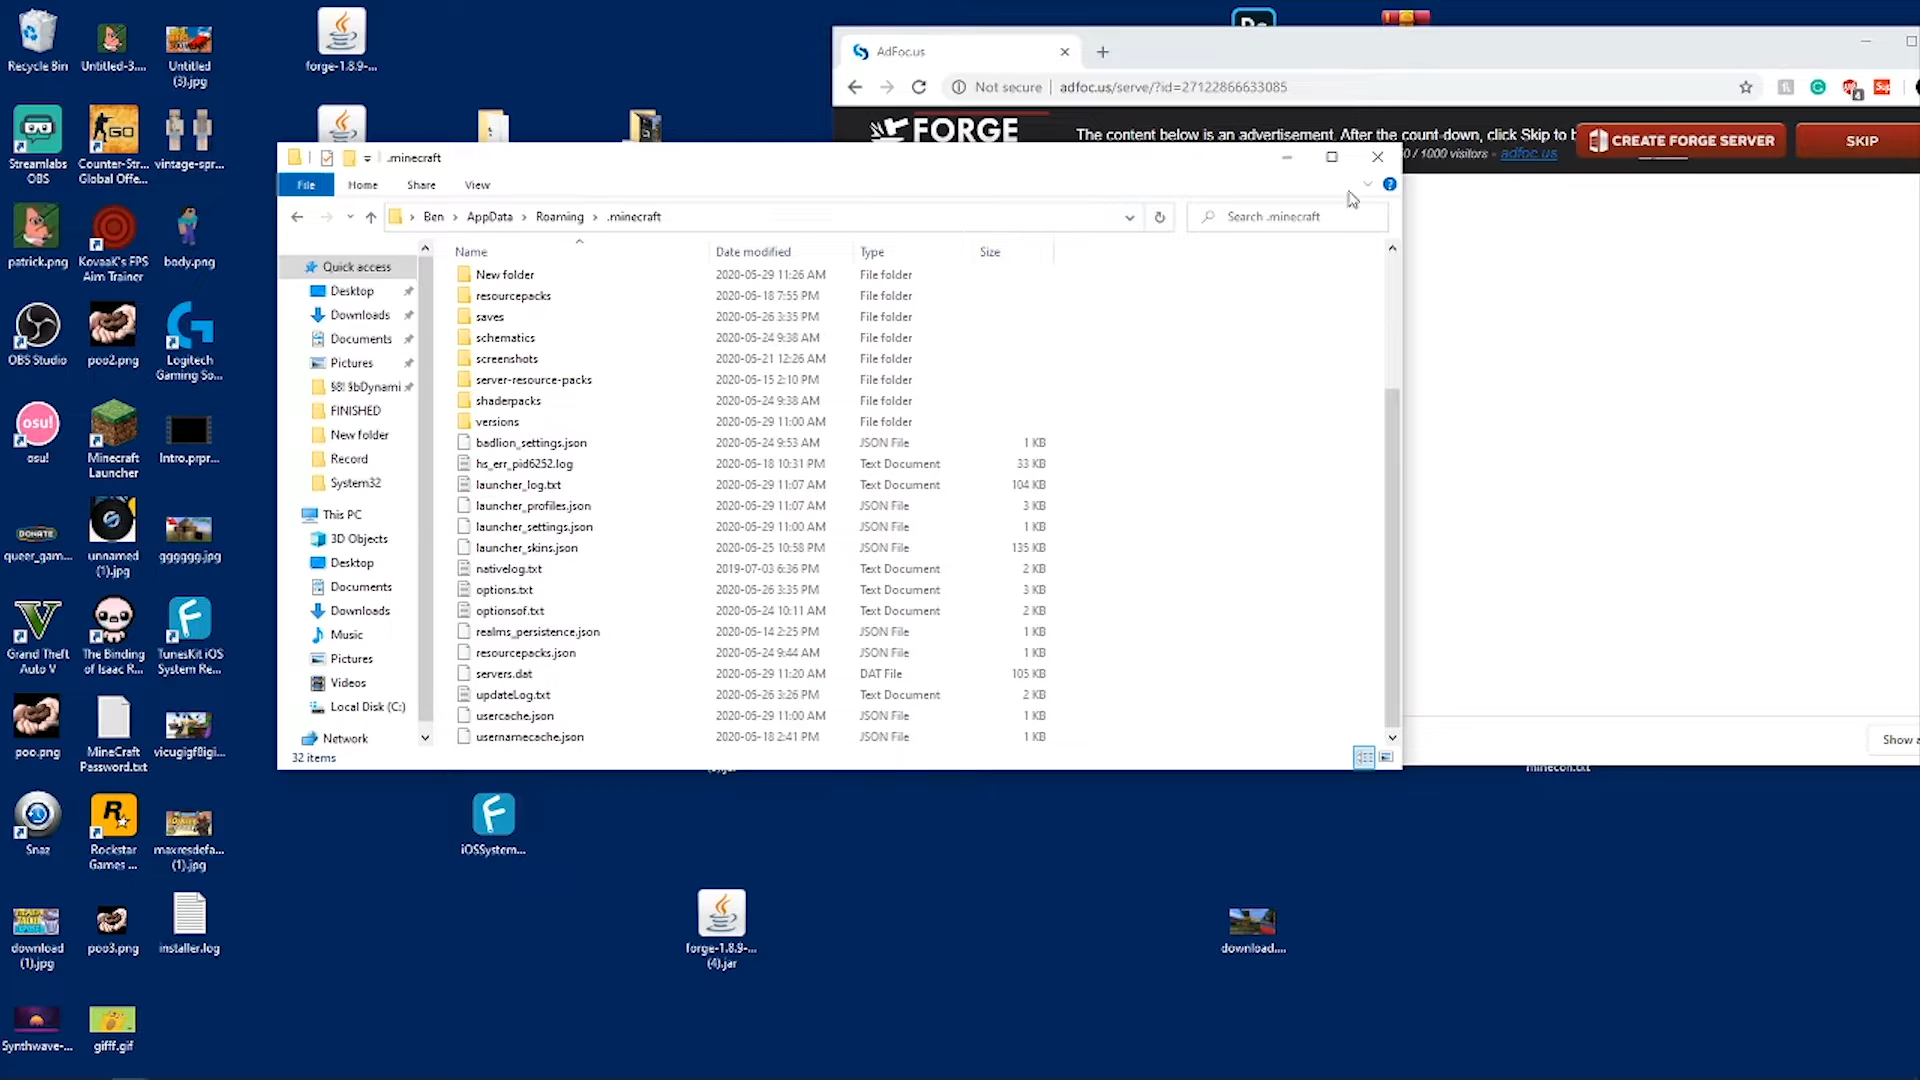 Recycle Bin
Untitled-3....
Untitled
(3).jpg
forge-1.8.9-...
Streamlabs
OBS
Counter-Str...
Global Offe...
vintage-spr...
patrick.png
KovaaK's FPS
Aim Trainer
body.png
OBS Studio
poo2.png
Logitech
Gaming So...
osu!
osu!
Minecraft
Launcher
Intro.prpr...
DONATE
queer_gam...
unnamed
(1).jpg
gggggg.jpg
Grand Theft
Auto V
The Binding
of Isaac R...
TunesKit iOS
System Re...
poo.png
MineCraft
Password.txt
vicugigf8igi...
Snaz
Rockstar
Games ...
maxresdefa...
(1).jpg
download
(1).jpg
poo3.png
installer.log
Synthwave-...
gifff.gif
iOSSystem...
forge-1.8.9-...
(4).jar
download....
minecon.txt
AdFoc.us
Not secure
adfoc.us/serve/?id=27122866633085
FORGE
The content below is an advertisement. After the count-down, click Skip to b
0 / 1000 visitors - adfoc.us
CREATE FORGE SERVER
SKIP
Show a
.minecraft
File
Home
Share
View
Ben > AppData > Roaming > .minecraft
Search .minecraft
Quick access
Desktop
Downloads
Documents
Pictures
§8! §bDynami
FINISHED
New folder
Record
System32
This PC
3D Objects
Desktop
Documents
Downloads
Music
Pictures
Videos
Local Disk (C:)
Network
32 items
Name Date modified Type Size
New folder 2020-05-29 11:26 AM File folder
resourcepacks 2020-05-18 7:55 PM File folder
saves 2020-05-26 3:35 PM File folder
schematics 2020-05-24 9:38 AM File folder
screenshots 2020-05-21 12:26 AM File folder
server-resource-packs 2020-05-15 2:10 PM File folder
shaderpacks 2020-05-24 9:38 AM File folder
versions 2020-05-29 11:00 AM File folder
badlion_settings.json 2020-05-24 9:53 AM JSON File 1 KB
hs_err_pid6252.log 2020-05-18 10:31 PM Text Document 33 KB
launcher_log.txt 2020-05-29 11:07 AM Text Document 104 KB
launcher_profiles.json 2020-05-29 11:07 AM JSON File 3 KB
launcher_settings.json 2020-05-29 11:00 AM JSON File 1 KB
launcher_skins.json 2020-05-25 10:58 PM JSON File 135 KB
nativelog.txt 2019-07-03 6:36 PM Text Document 2 KB
options.txt 2020-05-26 3:35 PM Text Document 3 KB
optionsof.txt 2020-05-24 10:11 AM Text Document 2 KB
realms_persistence.json 2020-05-14 2:25 PM JSON File 1 KB
resourcepacks.json 2020-05-24 9:44 AM JSON File 1 KB
servers.dat 2020-05-29 11:20 AM DAT File 105 KB
updateLog.txt 2020-05-26 3:26 PM Text Document 2 KB
usercache.json 2020-05-29 11:00 AM JSON File 1 KB
usernamecache.json 2020-05-18 2:41 PM JSON File 1 KB